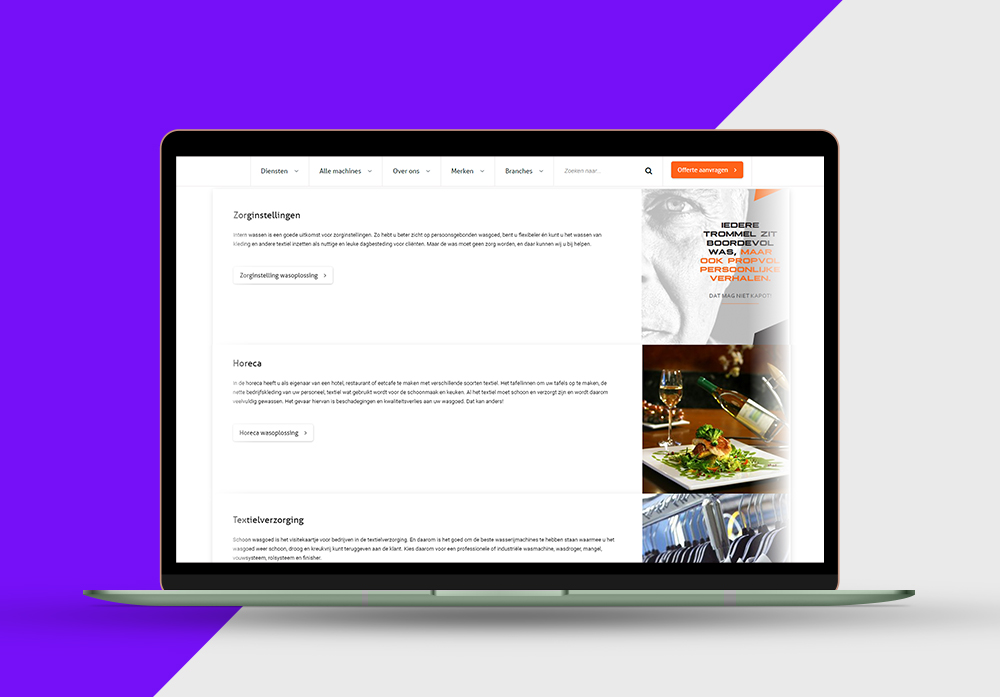 Diensten Alle machines Over ons Merken Branches Zoeken naar... Offerte aanvragen
Zorginstellingen
Intern wassen is een goede uitkomst voor zorginstellingen. Zo hebt u beter zicht op persoonsgebonden wasgoed, bent u flexibeler én kunt u het wassen van
kleding en andere textiel inzetten als nuttige en leuke dagbesteding voor cliënten. Maar de was moet geen zorg worden, en daar kunnen wij u bij helpen.
Zorginstelling wasoplossing
IEDERE
TROMMEL ZIT
BOORDEVOL
WAS, MAAR
OOK PROPVOL
PERSOONLIJKE
VERHALEN.
DAT MAG NIET KAPOT!
Horeca
In de horeca heeft u als eigenaar van een hotel, restaurant of eetcafe te maken met verschillende soorten textiel. Het tafellinnen om uw tafels op te maken, de
nette bedrijfskleding van uw personeel, textiel wat gebruikt wordt voor de schoonmaak en keuken. Al het textiel moet schoon en verzorgt zijn en wordt daarom
veelvuldig gewassen. Het gevaar hiervan is beschadegingen en kwaliteitsverlies aan uw wasgoed. Dat kan anders!
Horeca wasoplossing
Textielverzorging
Schoon wasgoed is het visitekaartje voor bedrijven in de textielverzorging. En daarom is het goed om de beste wasserijmachines te hebben staan waarmee u het
wasgoed weer schoon, droog en kreukvrij kunt teruggeven aan de klant. Kies daarom voor een professionele of industriële wasmachine, wasdroger, mangel,
vouwsysteem, rolsysteem en finisher.